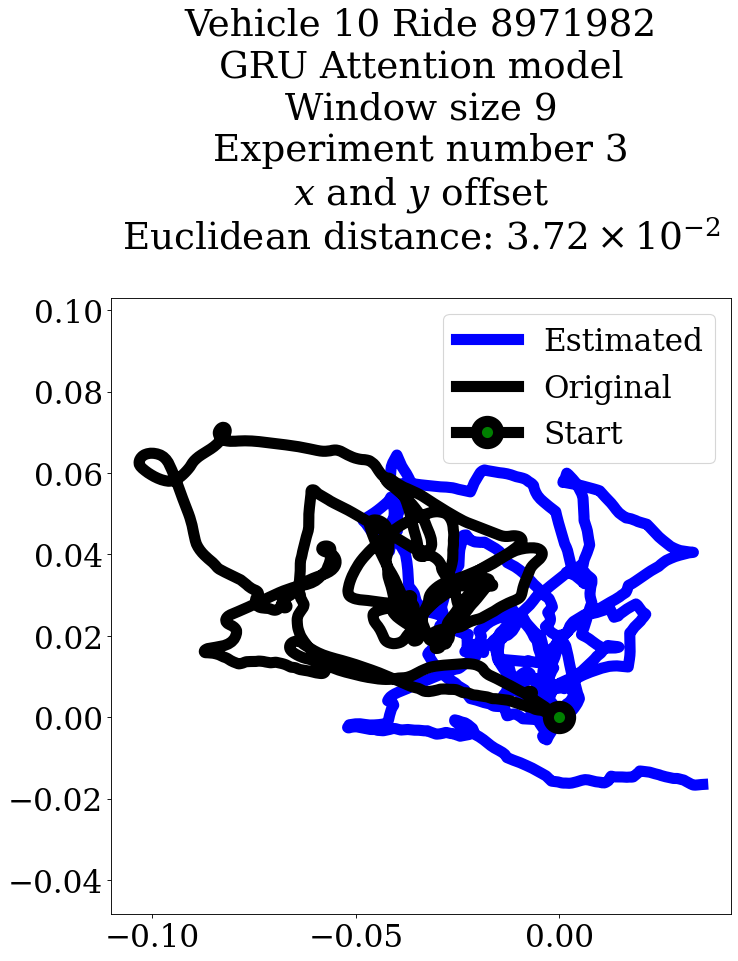 Vehicle 10 Ride 8971982
GRU Attention model
Window size 9
Experiment number 3
x and y offset
Euclidean distance: 3.72 × 10⁻²
Estimated
Original
Start
0.10
0.08
0.06
0.04
0.02
0.00
−0.02
−0.04
−0.10
−0.05
0.00